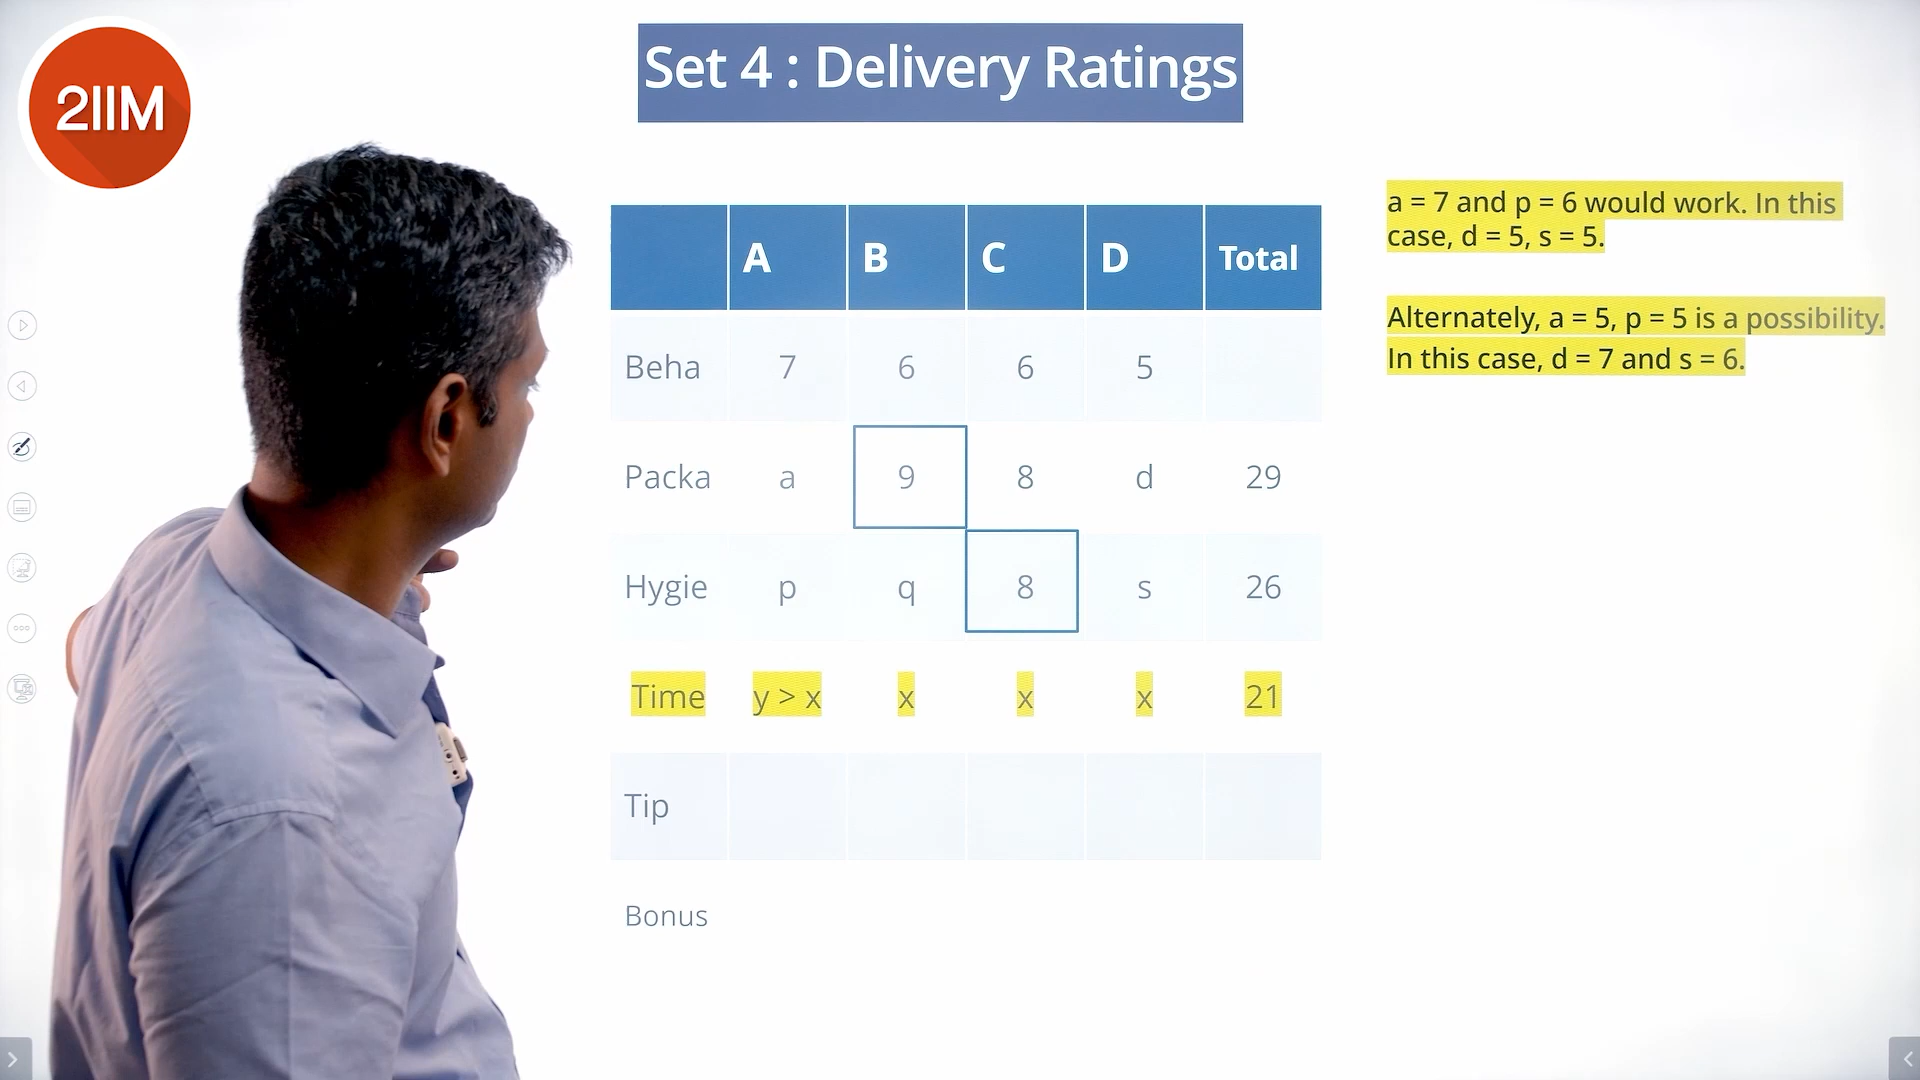 2IIM
Set 4 : Delivery Ratings
A B C D Total
Beha 7 6 6 5
Packa a 9 8 d 29
Hygie p q 8 s 26
Time y > x x x x 21
Tip
Bonus
a = 7 and p = 6 would work. In this
case, d = 5, s = 5.
Alternately, a = 5, p = 5 is a possibility.
In this case, d = 7 and s = 6.